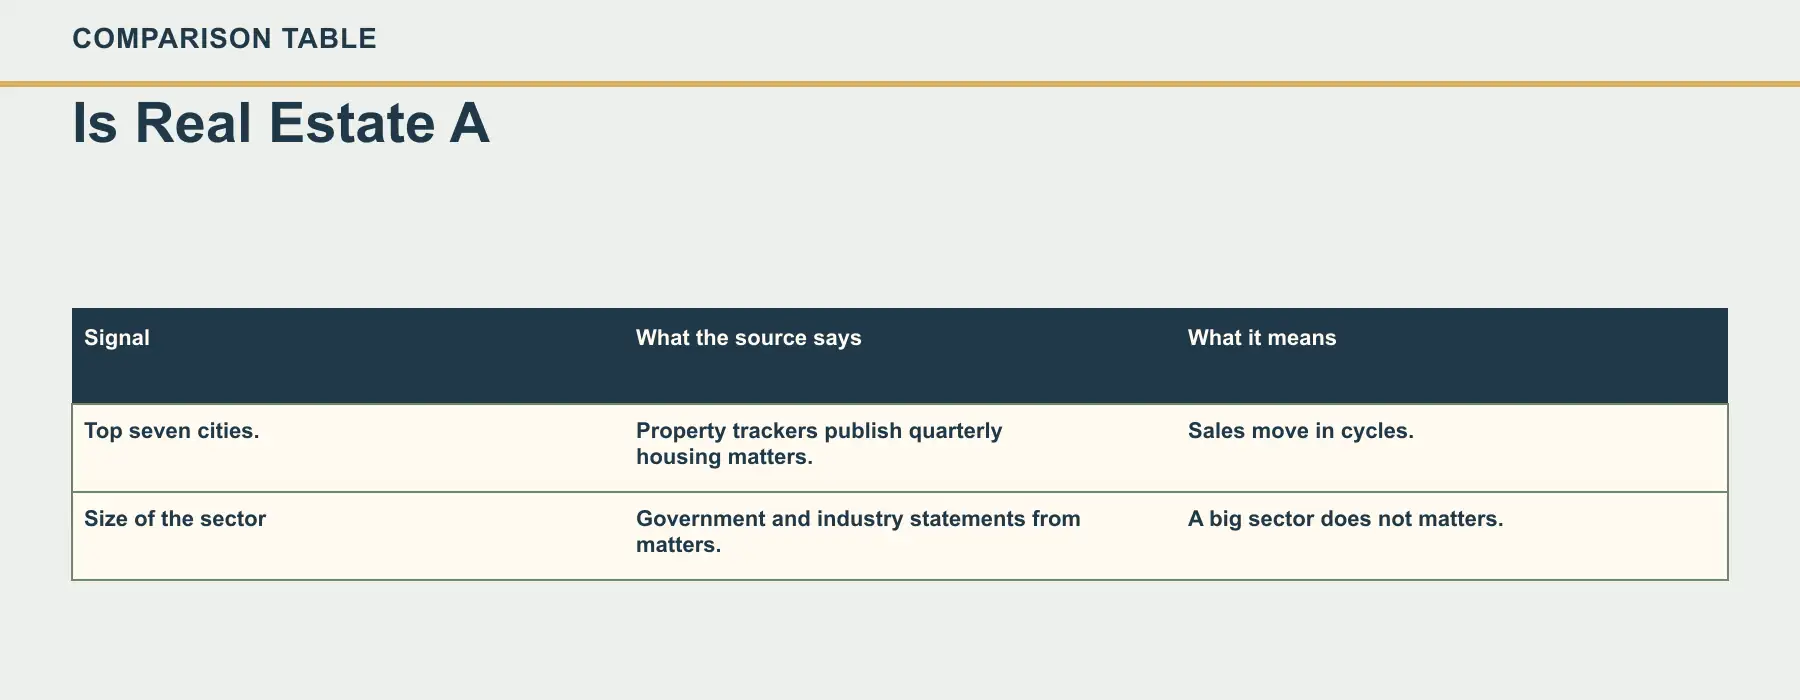 COMPARISON TABLE
Is Real Estate A
Signal
What the source says
What it means
Top seven cities.
Property trackers publish quarterly
housing matters.
Sales move in cycles.
Size of the sector
Government and industry statements from
matters.
A big sector does not matters.